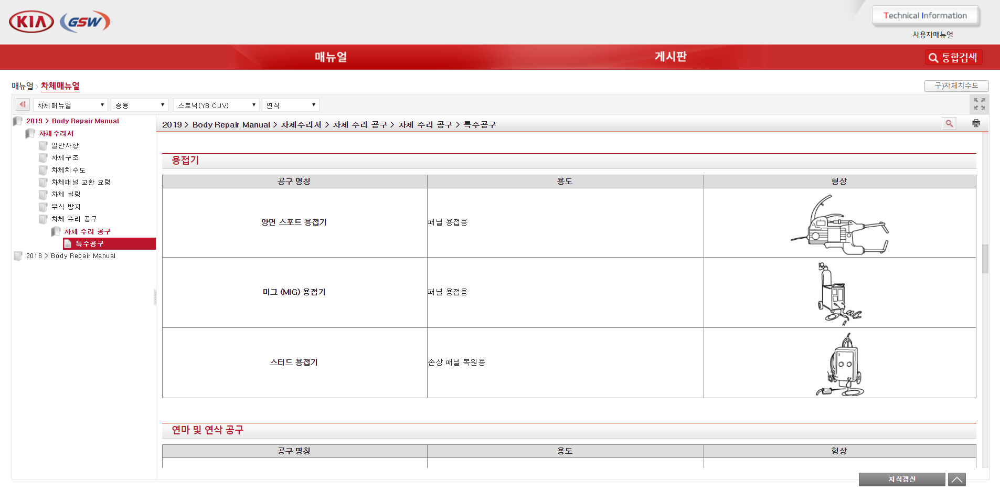 KIA GSW
Technical Information
사용자매뉴얼
매뉴얼 게시판 통합검색
매뉴얼 > 차체매뉴얼 구)차체치수도
차체매뉴얼 승용 스토닉(YB CUV) 연식
2019 > Body Repair Manual
차체수리서
일반사항
차체구조
차체치수도
차체패널 교환 요령
차체 실링
부식 방지
차체 수리 공구
차체 수리 공구
특수공구
2018 > Body Repair Manual
2019 > Body Repair Manual > 차체수리서 > 차체 수리 공구 > 차체 수리 공구 > 특수공구
용접기
공구 명칭 용도 형상
양면 스포트 용접기 패널 용접용
미그 (MIG) 용접기 패널 용접용
스터드 용접기 손상 패널 복원용
연마 및 연삭 공구
공구 명칭 용도 형상
지식갱신